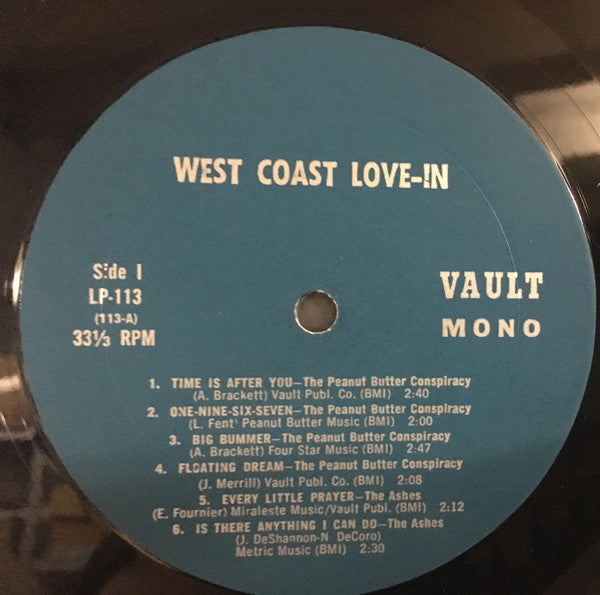 WEST COAST LOVE-IN
Side 1
LP-113
(113-A)
33⅓ RPM
VAULT
MONO
1. TIME IS AFTER YOU—The Peanut Butter Conspiracy
(A. Brackett) Vault Publ. Co. (BMI) 2:40
2. ONE-NINE-SIX-SEVEN—The Peanut Butter Conspiracy
(L. Fent) Peanut Butter Music (BMI) 2:00
3. BIG BUMMER—The Peanut Butter Conspiracy
(A. Brackett) Four Star Music (BMI) 2:47
4. FLOATING DREAM—The Peanut Butter Conspiracy
(J. Merrill) Vault Publ. Co. (BMI) 2:08
5. EVERY LITTLE PRAYER—The Ashes
(E. Fournier) Miraleste Music/Vault Publ. (BMI) 2:12
6. IS THERE ANYTHING I CAN DO—The Ashes
(J. DeShannon-N DeCoro)
Metric Music (BMI) 2:30